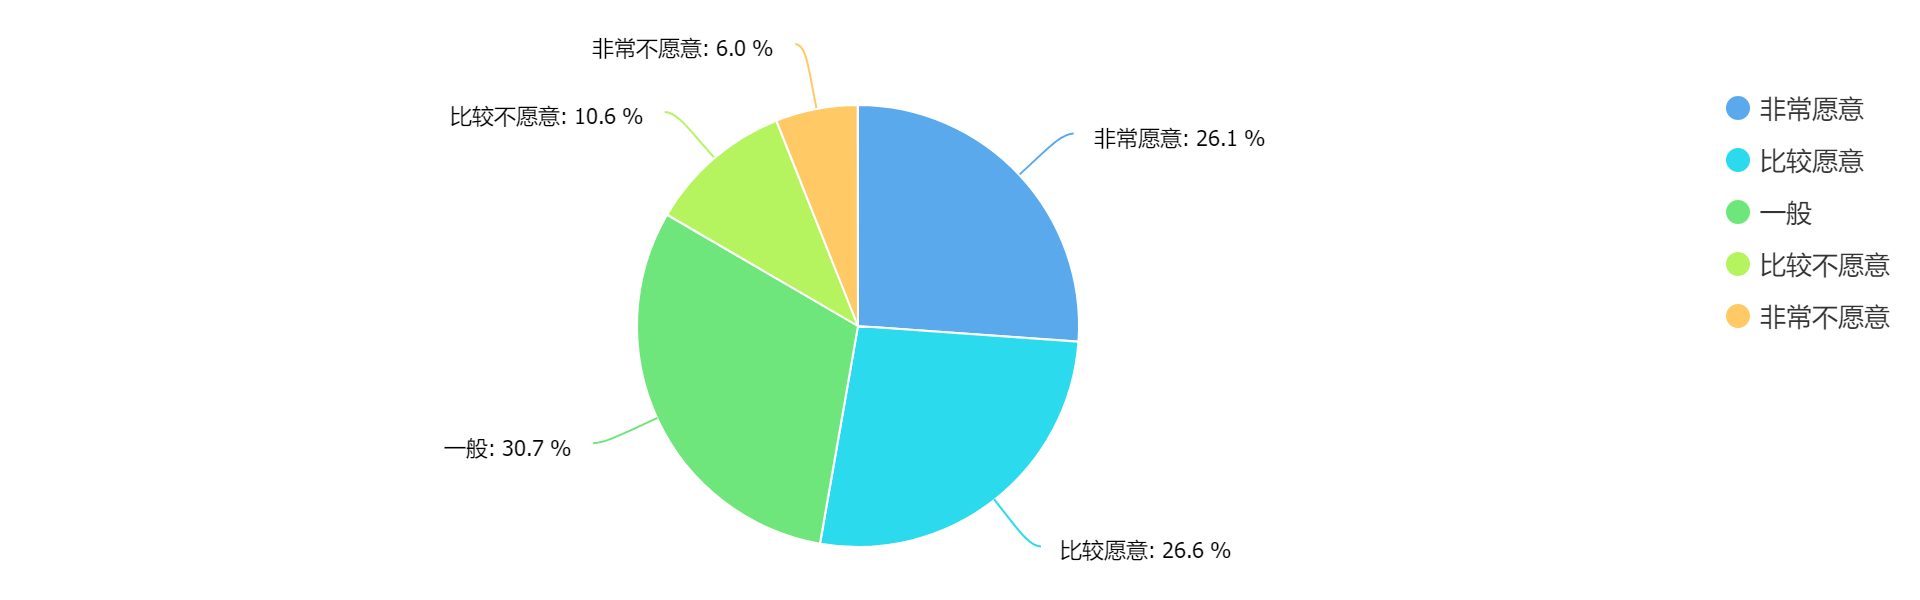 非常不愿意: 6.0 %
比较不愿意: 10.6 %
非常愿意: 26.1 %
一般: 30.7 %
比较愿意: 26.6 %
非常愿意
比较愿意
一般
比较不愿意
非常不愿意